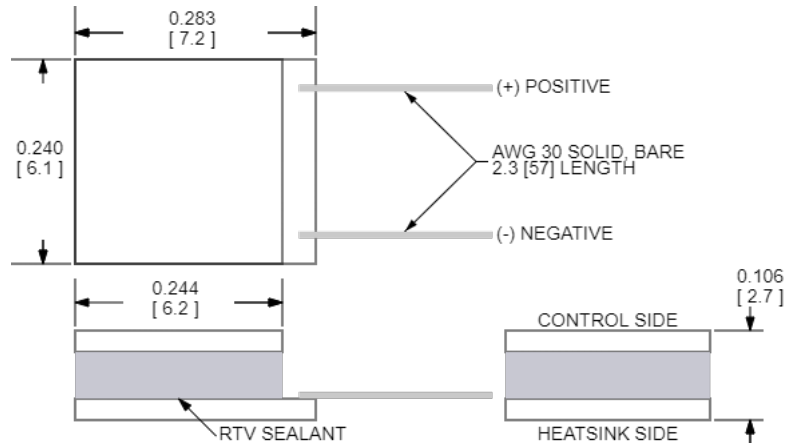 0.283
[ 7.2 ]
(+) POSITIVE
0.240
[ 6.1 ]
AWG 30 SOLID, BARE
2.3 [57] LENGTH
(-) NEGATIVE
0.244
[ 6.2 ]
0.106
[ 2.7 ]
CONTROL SIDE
RTV SEALANT
HEATSINK SIDE